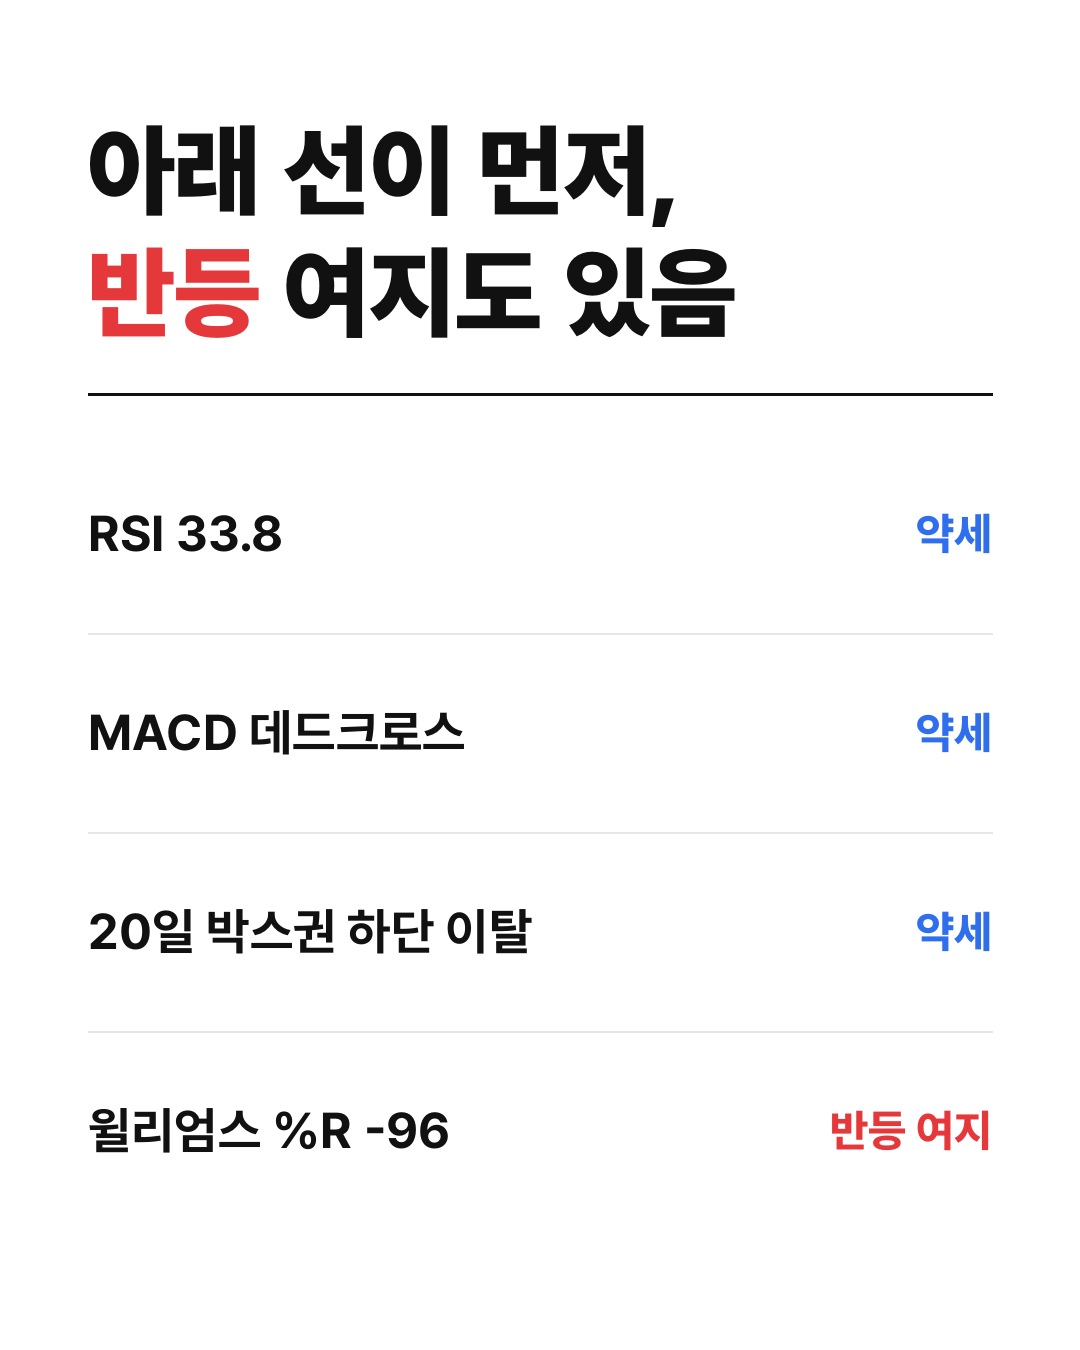 아래 선이 먼저,
반등 여지도 있음
RSI 33.8 약세
MACD 데드크로스 약세
20일 박스권 하단 이탈 약세
윌리엄스 %R -96 반등 여지